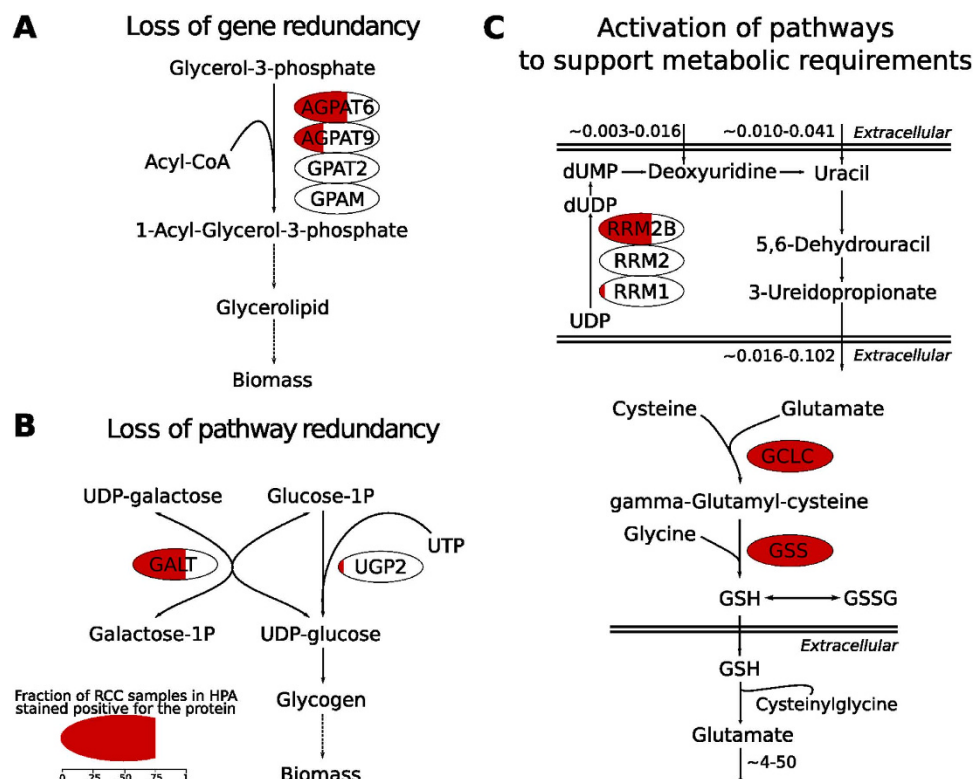 A
Loss of gene redundancy
Glycerol-3-phosphate
AGPAT6
AGPAT9
GPAT2
GPAM
Acyl-CoA
1-Acyl-Glycerol-3-phosphate
Glycerolipid
Biomass
B
Loss of pathway redundancy
UDP-galactose
Glucose-1P
UTP
GALT
UGP2
Galactose-1P
UDP-glucose
Glycogen
Biomass
Fraction of RCC samples in HPA
stained positive for the protein
0 25 50 75 1
C
Activation of pathways
to support metabolic requirements
~0.003-0.016
~0.010-0.041
Extracellular
dUMP
Deoxyuridine
Uracil
dUDP
RRM2B
RRM2
RRM1
UDP
5,6-Dehydrouracil
3-Ureidopropionate
~0.016-0.102
Extracellular
Cysteine
Glutamate
GCLC
gamma-Glutamyl-cysteine
Glycine
GSS
GSH
GSSG
Extracellular
GSH
Cysteinylglycine
Glutamate
~4-50